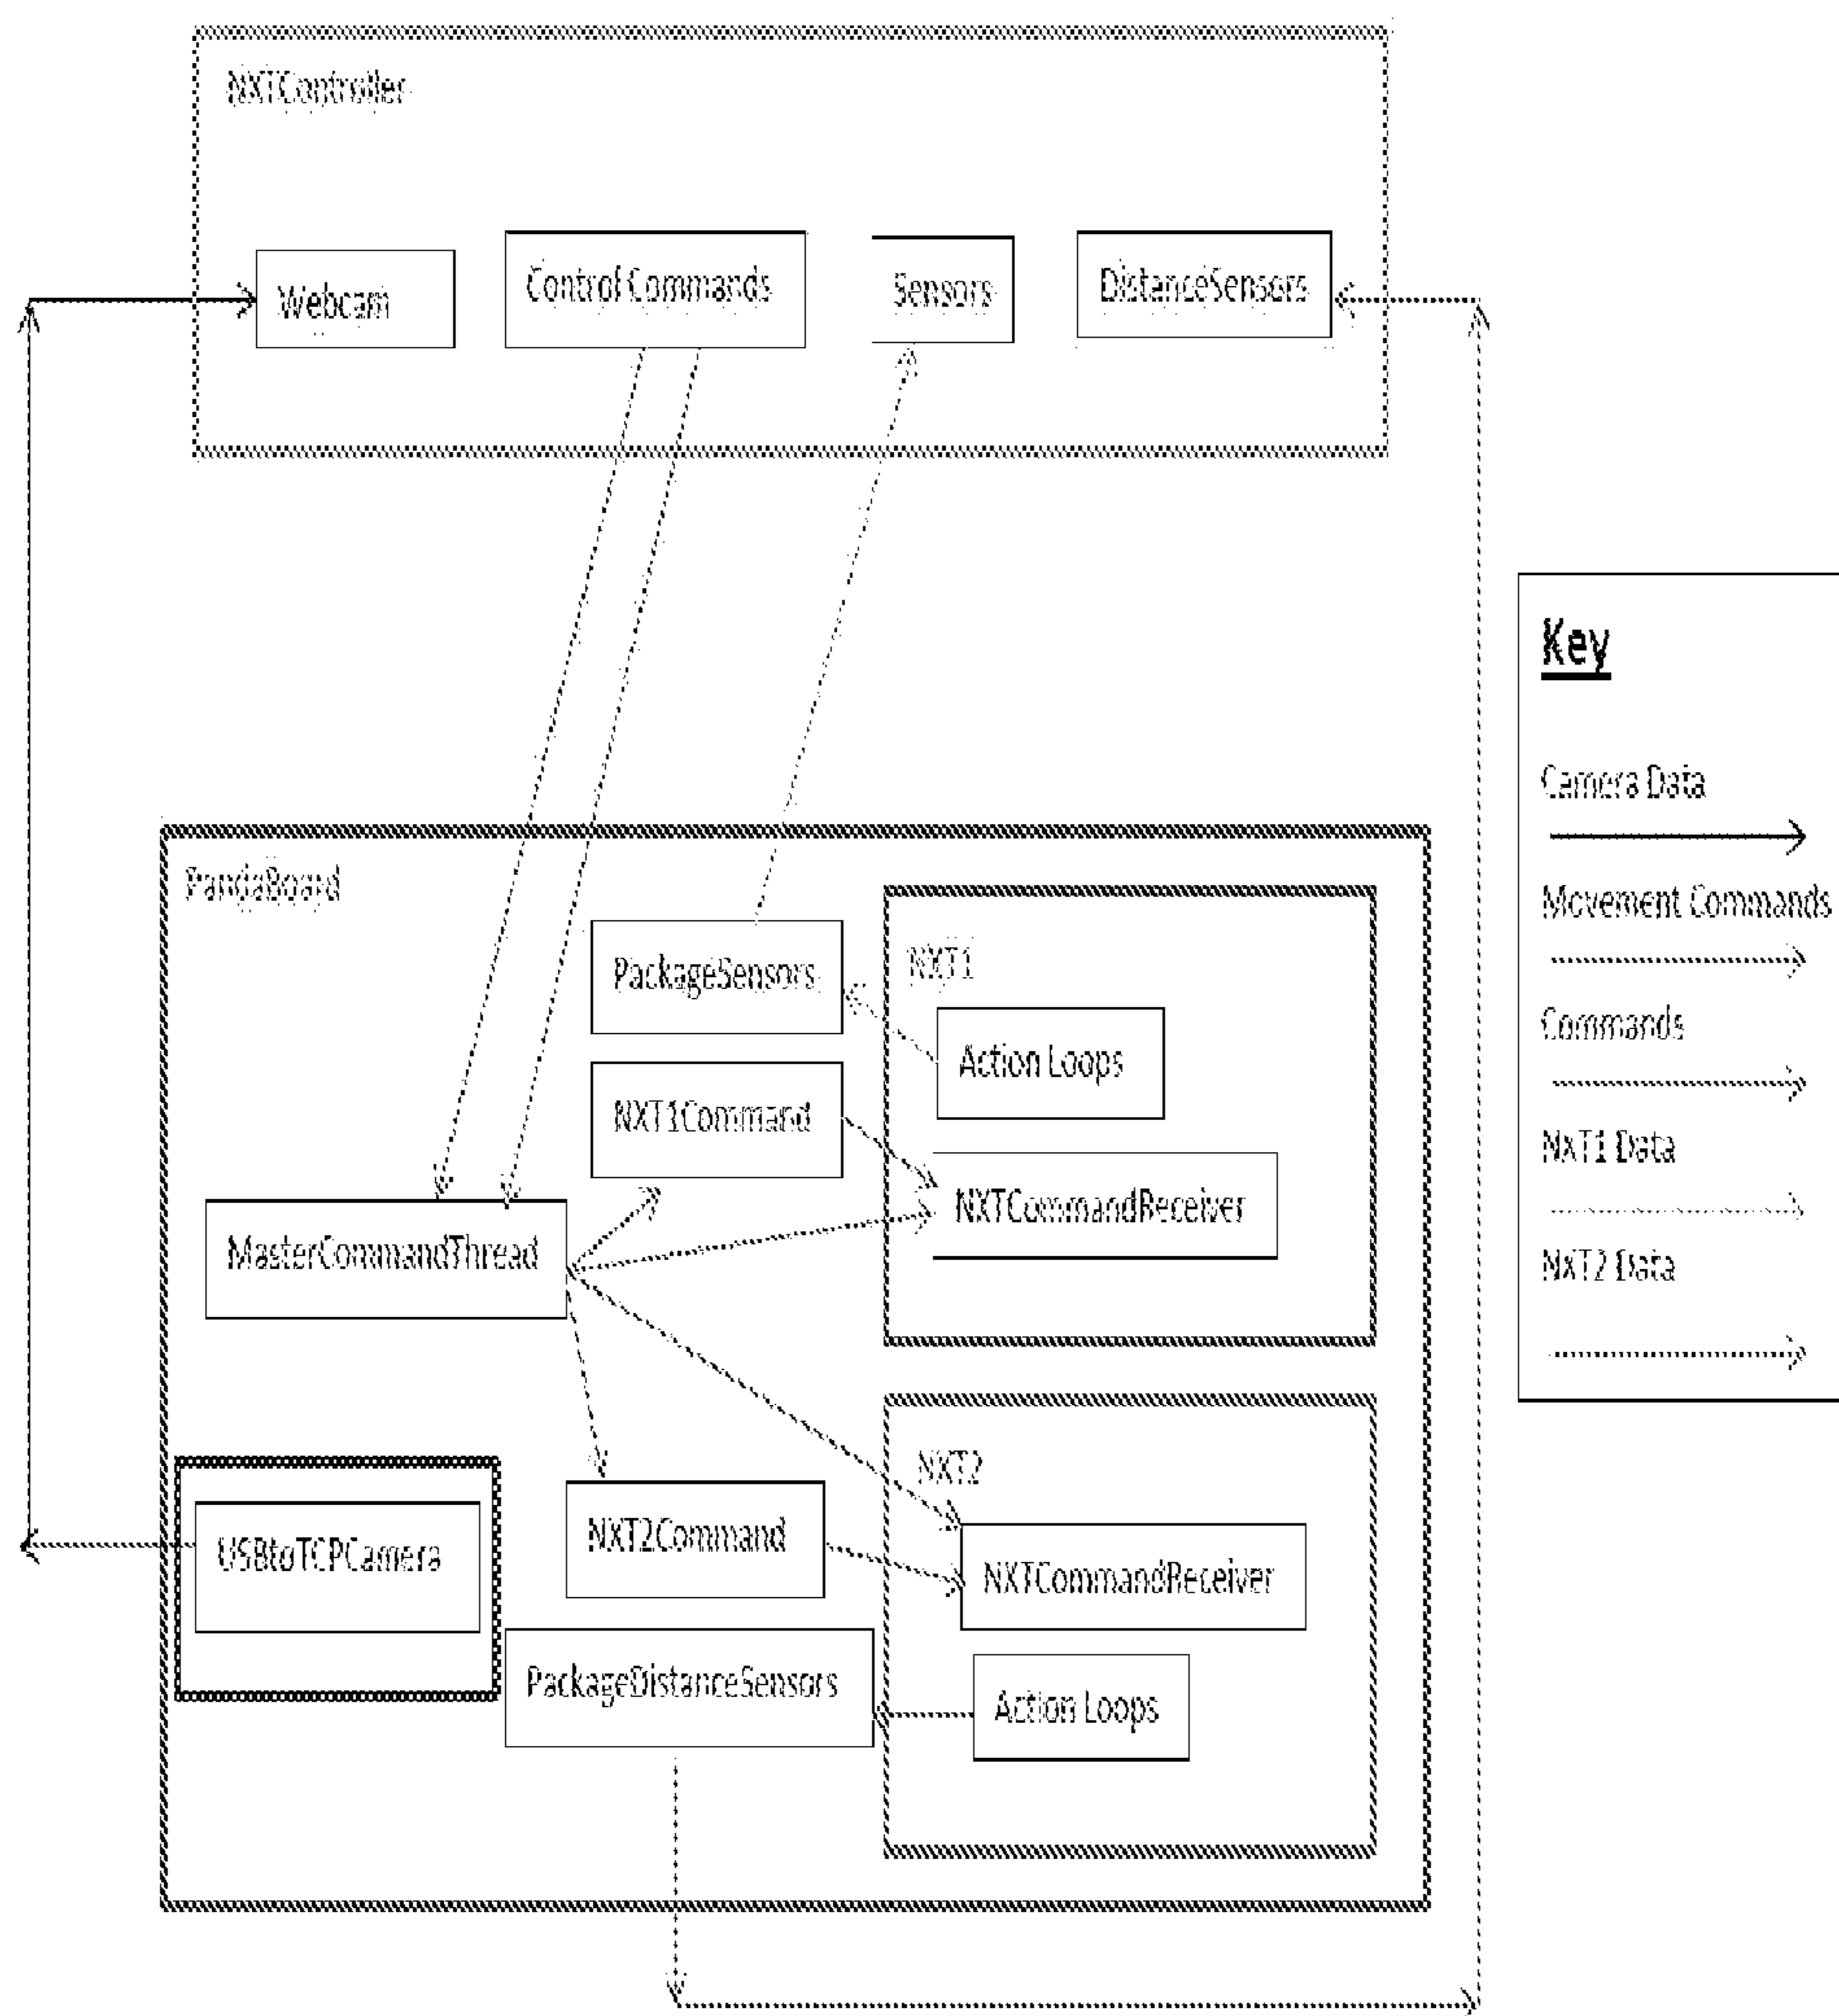 NXTController
Webcam
Control Commands
Sensors
DistanceSensors
Key
Camera Data
Movement Commands
Commands
NXT1 Data
NXT2 Data
PandaBoard
PackageSensors
NXT1
Action Loops
NXT1Command
NXTCommandReceiver
MasterCommandThread
NXT2
USBtoTCPCamera
NXT2Command
NXTCommandReceiver
PackageDistanceSensors
Action Loops